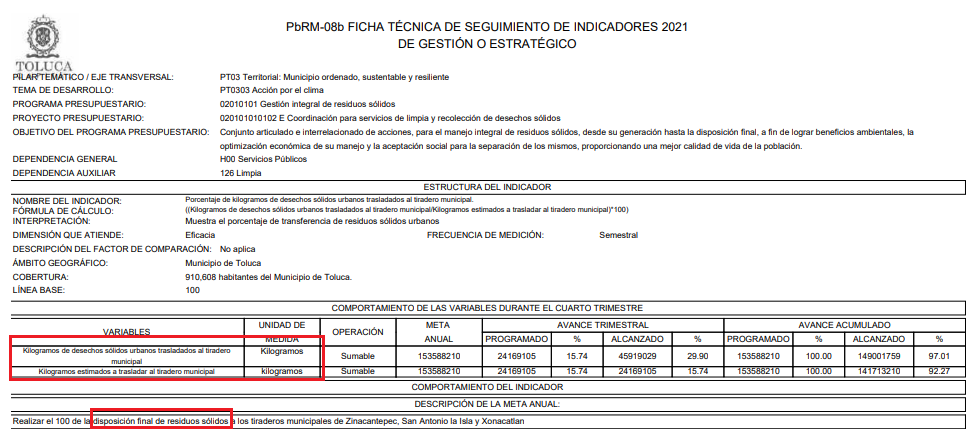 PbRM-08b FICHA TÉCNICA DE SEGUIMIENTO DE INDICADORES 2021
DE GESTIÓN O ESTRATÉGICO
TOLUCA
PILAR TEMÁTICO / EJE TRANSVERSAL: PT03 Territorial: Municipio ordenado, sustentable y resiliente
TEMA DE DESARROLLO: PT0303 Acción por el clima
PROGRAMA PRESUPUESTARIO: 02010101 Gestión integral de residuos sólidos
PROYECTO PRESUPUESTARIO: 020101010102 E Coordinación para servicios de limpia y recolección de desechos sólidos
OBJETIVO DEL PROGRAMA PRESUPUESTARIO: Conjunto articulado e interrelacionado de acciones, para el manejo integral de residuos sólidos, desde su generación hasta la disposición final, a fin de lograr beneficios ambientales, la
optimización económica de su manejo y la aceptación social para la separación de los mismos, proporcionando una mejor calidad de vida de la población.
DEPENDENCIA GENERAL H00 Servicios Públicos
DEPENDENCIA AUXILIAR 126 Limpia
ESTRUCTURA DEL INDICADOR
NOMBRE DEL INDICADOR: Porcentaje de kilogramos de desechos sólidos urbanos trasladados al tiradero municipal.
FÓRMULA DE CÁLCULO: ((Kilogramos de desechos sólidos urbanos trasladados al tiradero municipal/Kilogramos estimados a trasladar al tiradero municipal)*100)
INTERPRETACIÓN: Muestra el porcentaje de transferencia de residuos sólidos urbanos
DIMENSIÓN QUE ATIENDE: Eficacia FRECUENCIA DE MEDICIÓN: Semestral
DESCRIPCIÓN DEL FACTOR DE COMPARACIÓN: No aplica
ÁMBITO GEOGRÁFICO: Municipio de Toluca
COBERTURA: 910,608 habitantes del Municipio de Toluca.
LÍNEA BASE: 100
COMPORTAMIENTO DE LAS VARIABLES DURANTE EL CUARTO TRIMESTRE
VARIABLES UNIDAD DE MEDIDA OPERACIÓN META ANUAL AVANCE TRIMESTRAL AVANCE ACUMULADO
PROGRAMADO % ALCANZADO % PROGRAMADO % ALCANZADO %
Kilogramos de desechos sólidos urbanos trasladados al tiradero municipal Kilogramos Sumable 153588210 24169105 15.74 45919029 29.90 153588210 100.00 149001759 97.01
Kilogramos estimados a trasladar al tiradero municipal kilogramos Sumable 153588210 24169105 15.74 24169105 15.74 153588210 100.00 141713210 92.27
COMPORTAMIENTO DEL INDICADOR
DESCRIPCIÓN DE LA META ANUAL:
Realizar el 100 de la disposición final de residuos sólidos a los tiraderos municipales de Zinacantepec, San Antonio la Isla y Xonacatlan